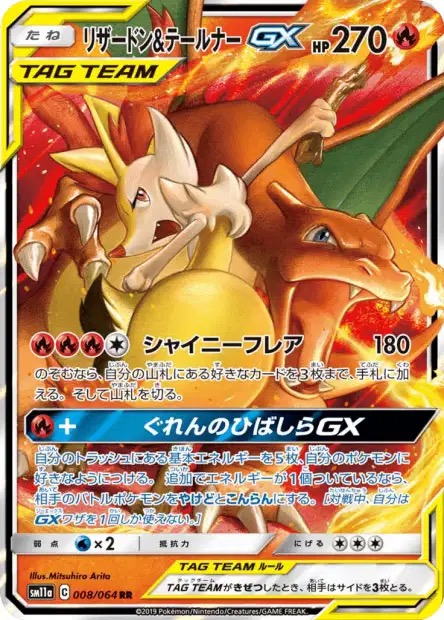 たね リザードン&テールナーGX HP270
TAG TEAM
シャイニーフレア 180
のぞむなら、自分の山札にある好きなカードを3枚まで、手札に加
える。そして山札を切る。
+ ぐれんのひばしらGX
自分のトラッシュにある基本エネルギーを5枚、自分のポケモンに
好きなようにつける。追加でエネルギーが1個ついているなら、
相手のバトルポケモンをやけどとこんらんにする。[対戦中、自分は
GXワザを1回しか使えない。]
弱点 ×2 抵抗力 にげる
Illus.Mitsuhiro Arita
TAG TEAM ルール
sm11a C 008/064 RR
TAG TEAMがきぜつしたとき、相手はサイドを3枚とる。
©2019 Pokémon/Nintendo/Creatures/GAME FREAK.